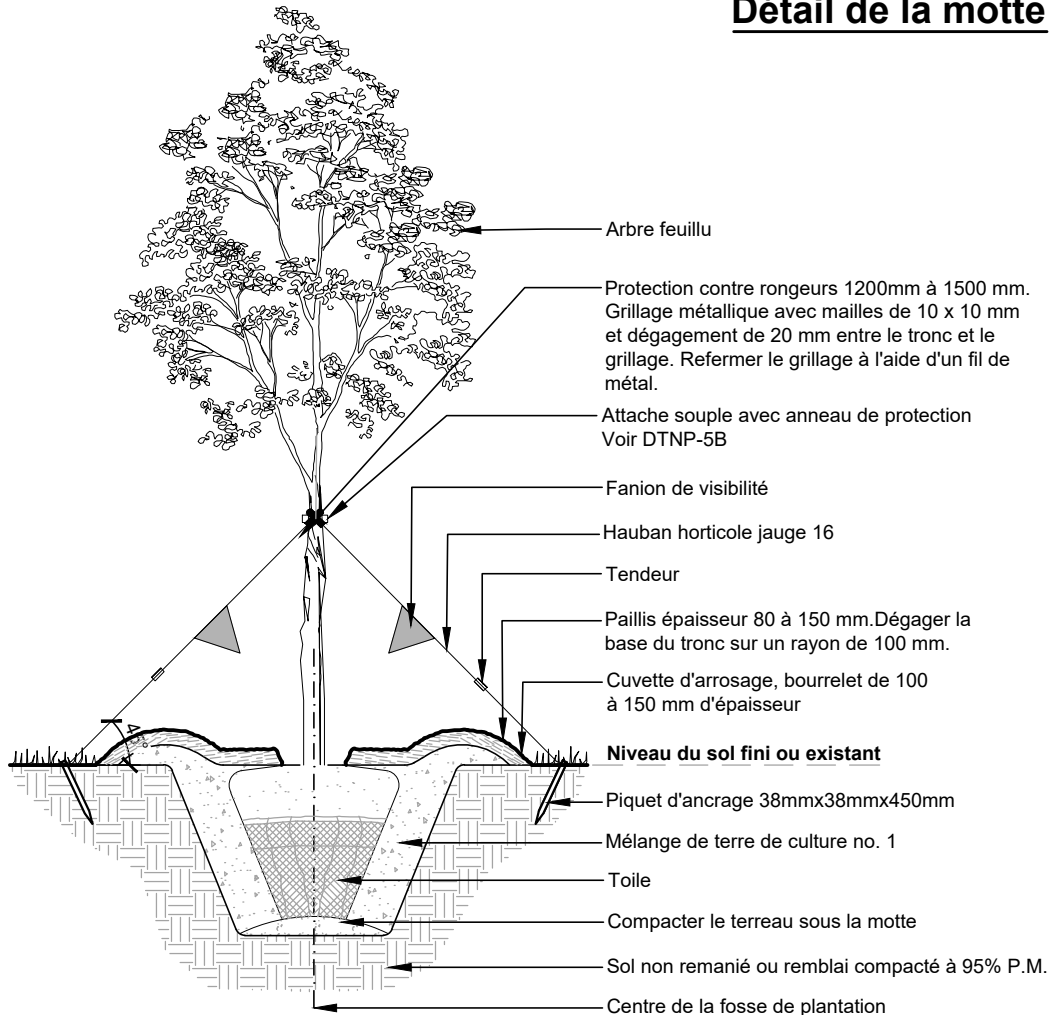 Détail de la motte
Arbre feuillu
Protection contre rongeurs 1200mm à 1500 mm.
Grillage métallique avec mailles de 10 x 10 mm
et dégagement de 20 mm entre le tronc et le
grillage. Refermer le grillage à l'aide d'un fil de
métal.
Attache souple avec anneau de protection
Voir DTNP-5B
Fanion de visibilité
Hauban horticole jauge 16
Tendeur
Paillis épaisseur 80 à 150 mm.Dégager la
base du tronc sur un rayon de 100 mm.
Cuvette d'arrosage, bourrelet de 100
à 150 mm d'épaisseur
45°
Niveau du sol fini ou existant
Piquet d'ancrage 38mmx38mmx450mm
Mélange de terre de culture no. 1
Toile
Compacter le terreau sous la motte
Sol non remanié ou remblai compacté à 95% P.M.
Centre de la fosse de plantation